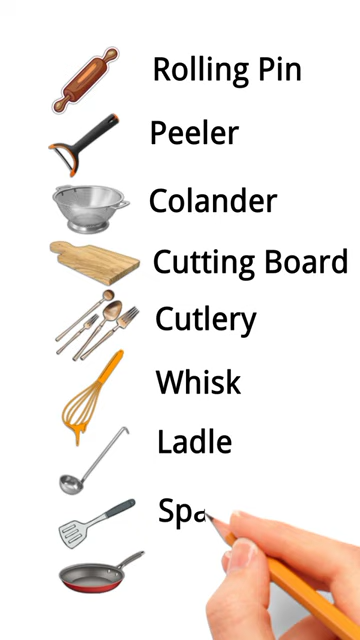 Rolling Pin
Peeler
Colander
Cutting Board
Cutlery
Whisk
Ladle
Spa